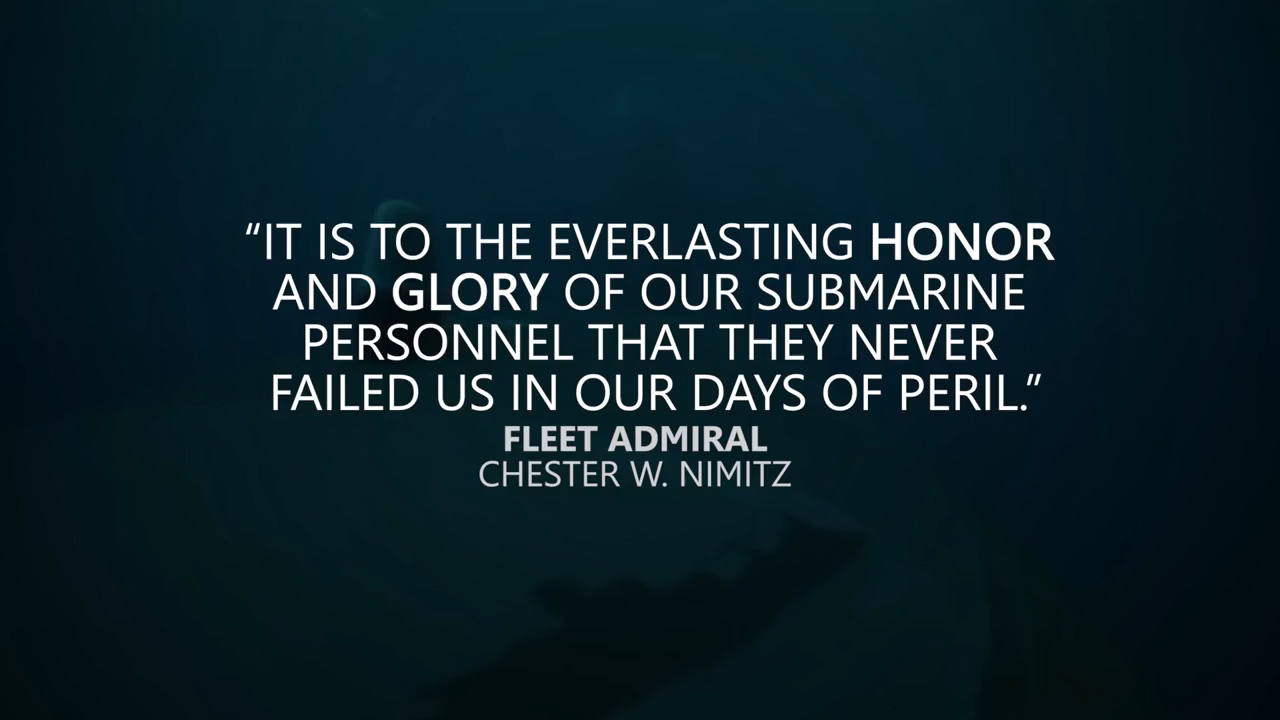 “IT IS TO THE EVERLASTING HONOR
AND GLORY OF OUR SUBMARINE
PERSONNEL THAT THEY NEVER
FAILED US IN OUR DAYS OF PERIL.”
FLEET ADMIRAL
CHESTER W. NIMITZ